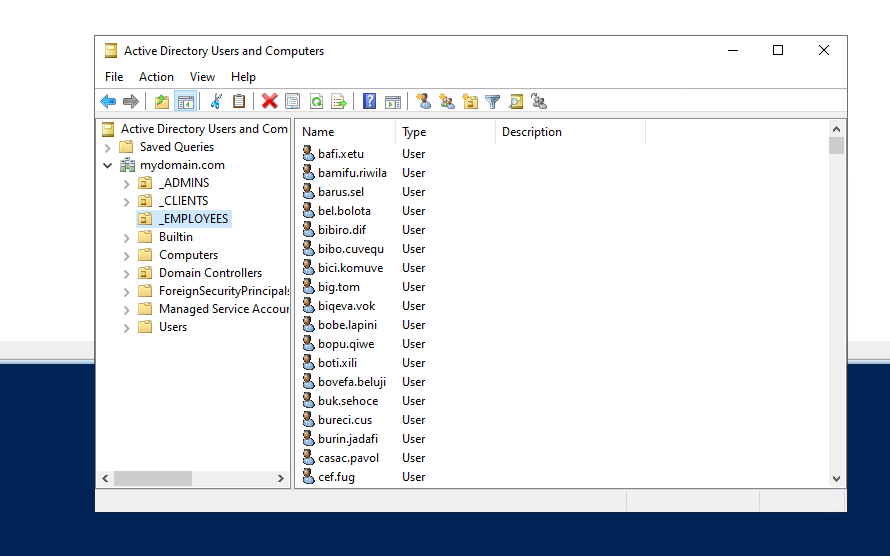 Active Directory Users and Computers
File Action View Help
Active Directory Users and Com
Saved Queries
mydomain.com
_ADMINS
_CLIENTS
_EMPLOYEES
Builtin
Computers
Domain Controllers
ForeignSecurityPrincipals
Managed Service Accour
Users
Name Type Description
bafi.xetu User
bamifu.riwila User
barus.sel User
bel.bolota User
bibiro.dif User
bibo.cuvequ User
bici.komuve User
big.tom User
biqeva.vok User
bobe.lapini User
bopu.qiwe User
boti.xili User
bovefa.beluji User
buk.sehoce User
bureci.cus User
burin.jadafi User
casac.pavol User
cef.fug User